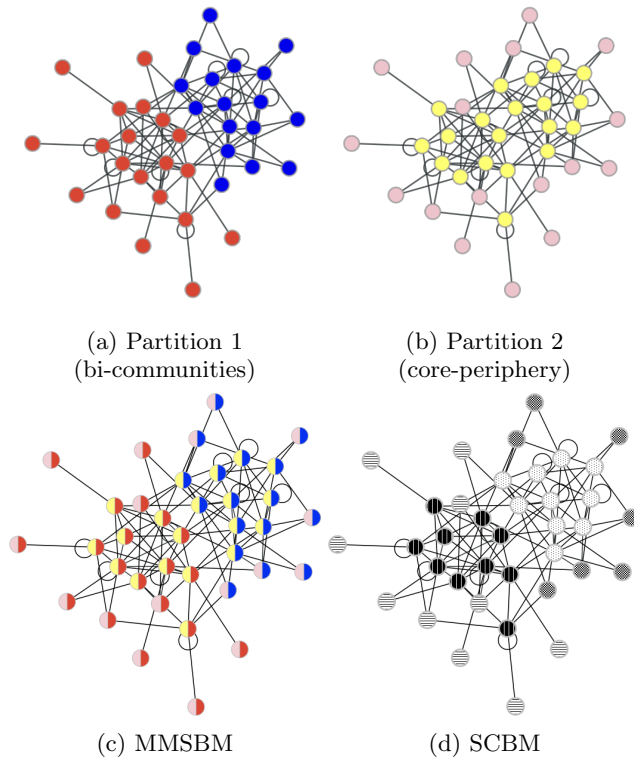 (a) Partition 1
(bi-communities)
(b) Partition 2
(core-periphery)
(c) MMSBM
(d) SCBM